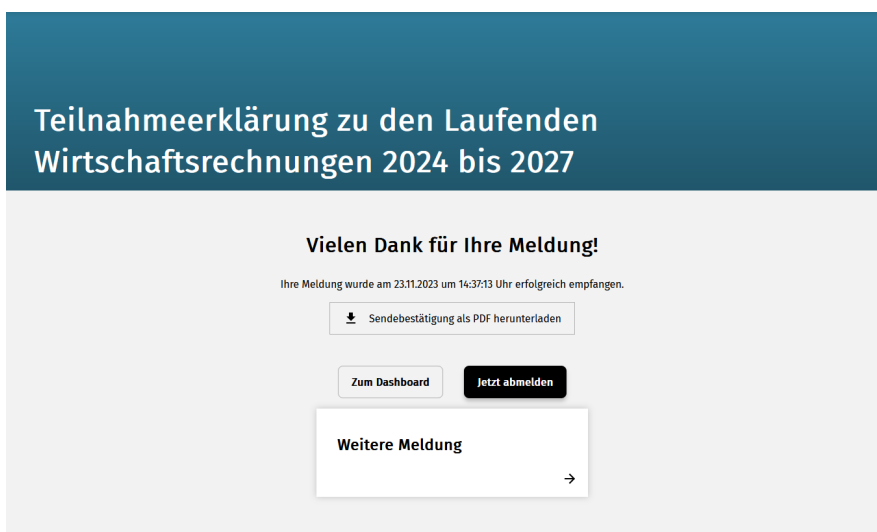 Teilnahmeerklärung zu den Laufenden
Wirtschaftsrechnungen 2024 bis 2027
Vielen Dank für Ihre Meldung!
Ihre Meldung wurde am 23.11.2023 um 14:37:13 Uhr erfolgreich empfangen.
Sendebestätigung als PDF herunterladen
Zum Dashboard
Jetzt abmelden
Weitere Meldung